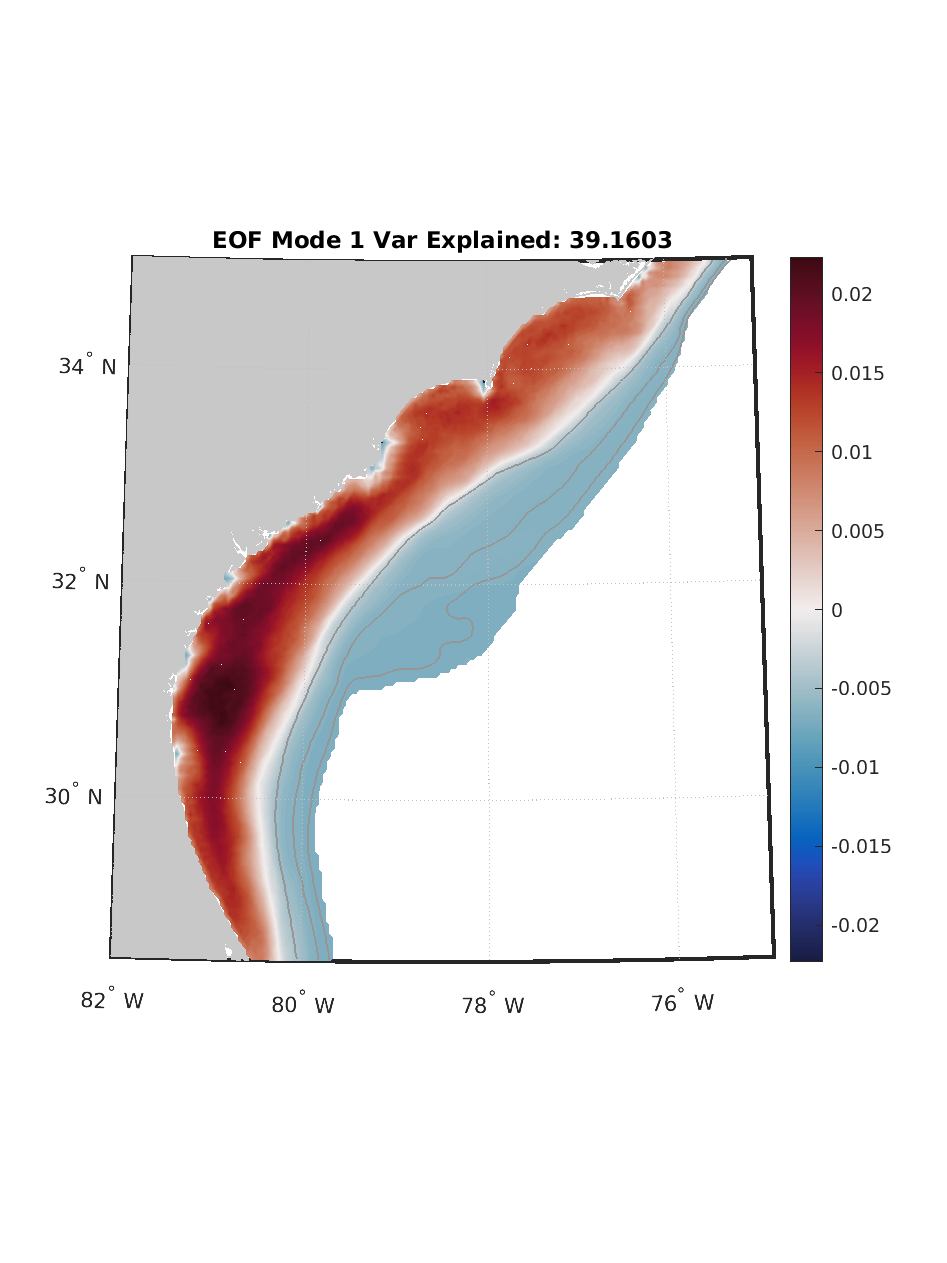 EOF Mode 1 Var Explained: 39.1603
34° N
32° N
30° N
82° W
80° W
78° W
76° W
0.02
0.015
0.01
0.005
0
-0.005
-0.01
-0.015
-0.02